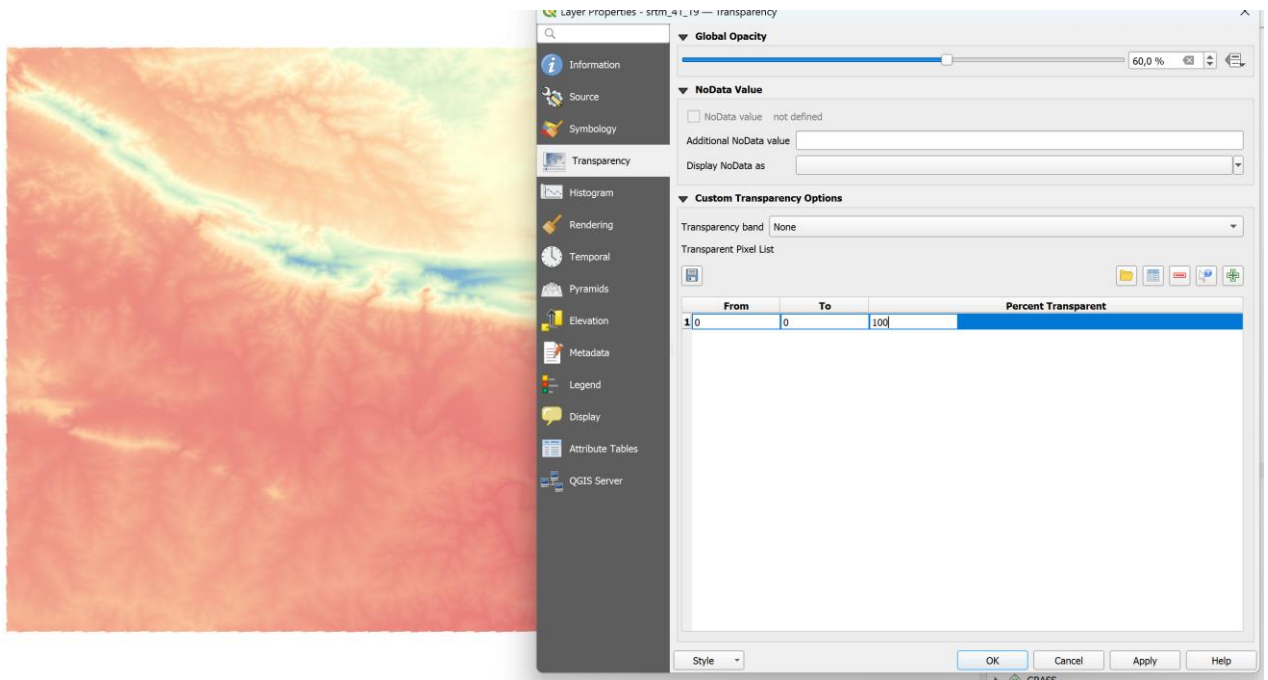 Layer Properties - srtm_41_19 — Transparency
Information
Source
Symbology
Transparency
Histogram
Rendering
Temporal
Pyramids
Elevation
Metadata
Legend
Display
Attribute Tables
QGIS Server
Global Opacity
60,0 %
NoData Value
NoData value not defined
Additional NoData value
Display NoData as
Custom Transparency Options
Transparency band None
Transparent Pixel List
From To Percent Transparent
1 0 0 100
Style OK Cancel Apply Help
GRASS